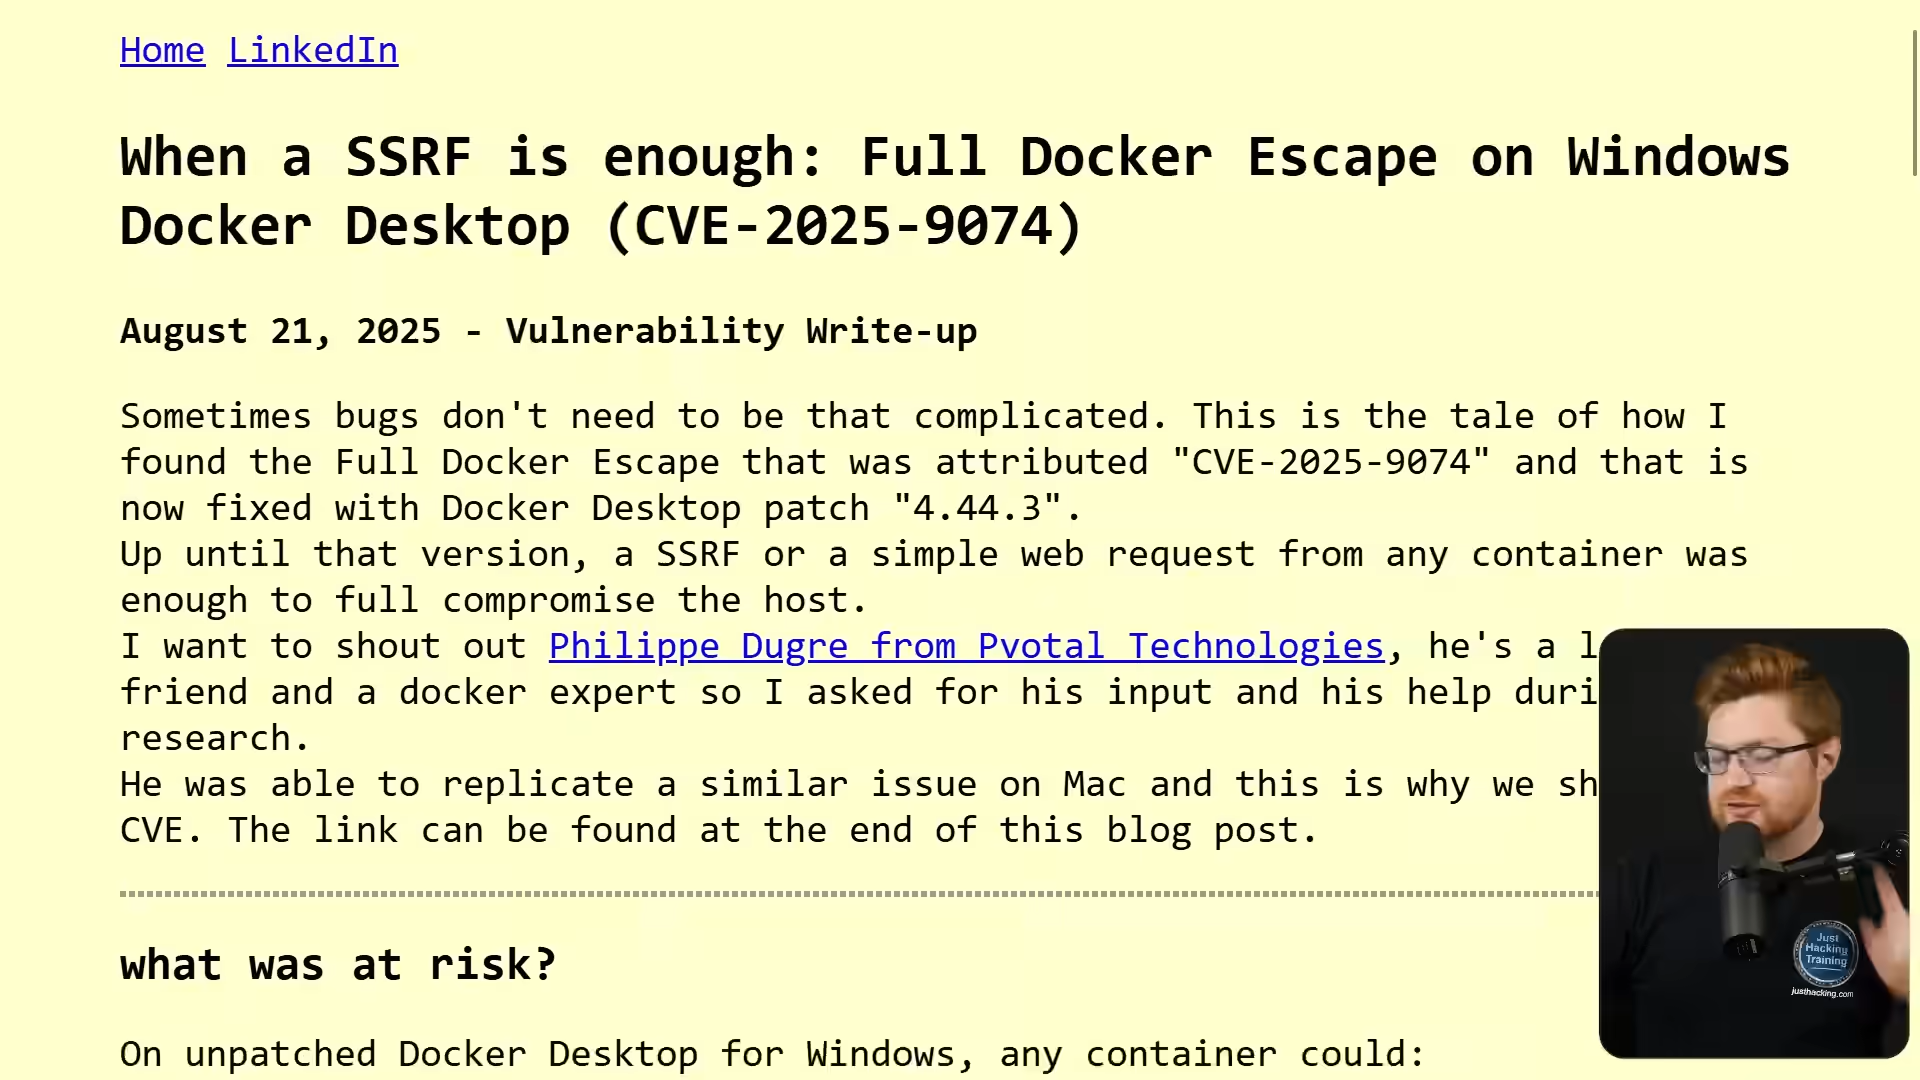 Home LinkedIn
When a SSRF is enough: Full Docker Escape on Windows
Docker Desktop (CVE-2025-9074)
August 21, 2025 - Vulnerability Write-up
Sometimes bugs don't need to be that complicated. This is the tale of how I
found the Full Docker Escape that was attributed "CVE-2025-9074" and that is
now fixed with Docker Desktop patch "4.44.3".
Up until that version, a SSRF or a simple web request from any container was
enough to full compromise the host.
I want to shout out Philippe Dugre from Pvotal Technologies, he's a
friend and a docker expert so I asked for his input and his help
research.
He was able to replicate a similar issue on Mac and this is why we
CVE. The link can be found at the end of this blog post.
what was at risk?
On unpatched Docker Desktop for Windows, any container could:
Just
Hacking
Training
justhacking.com